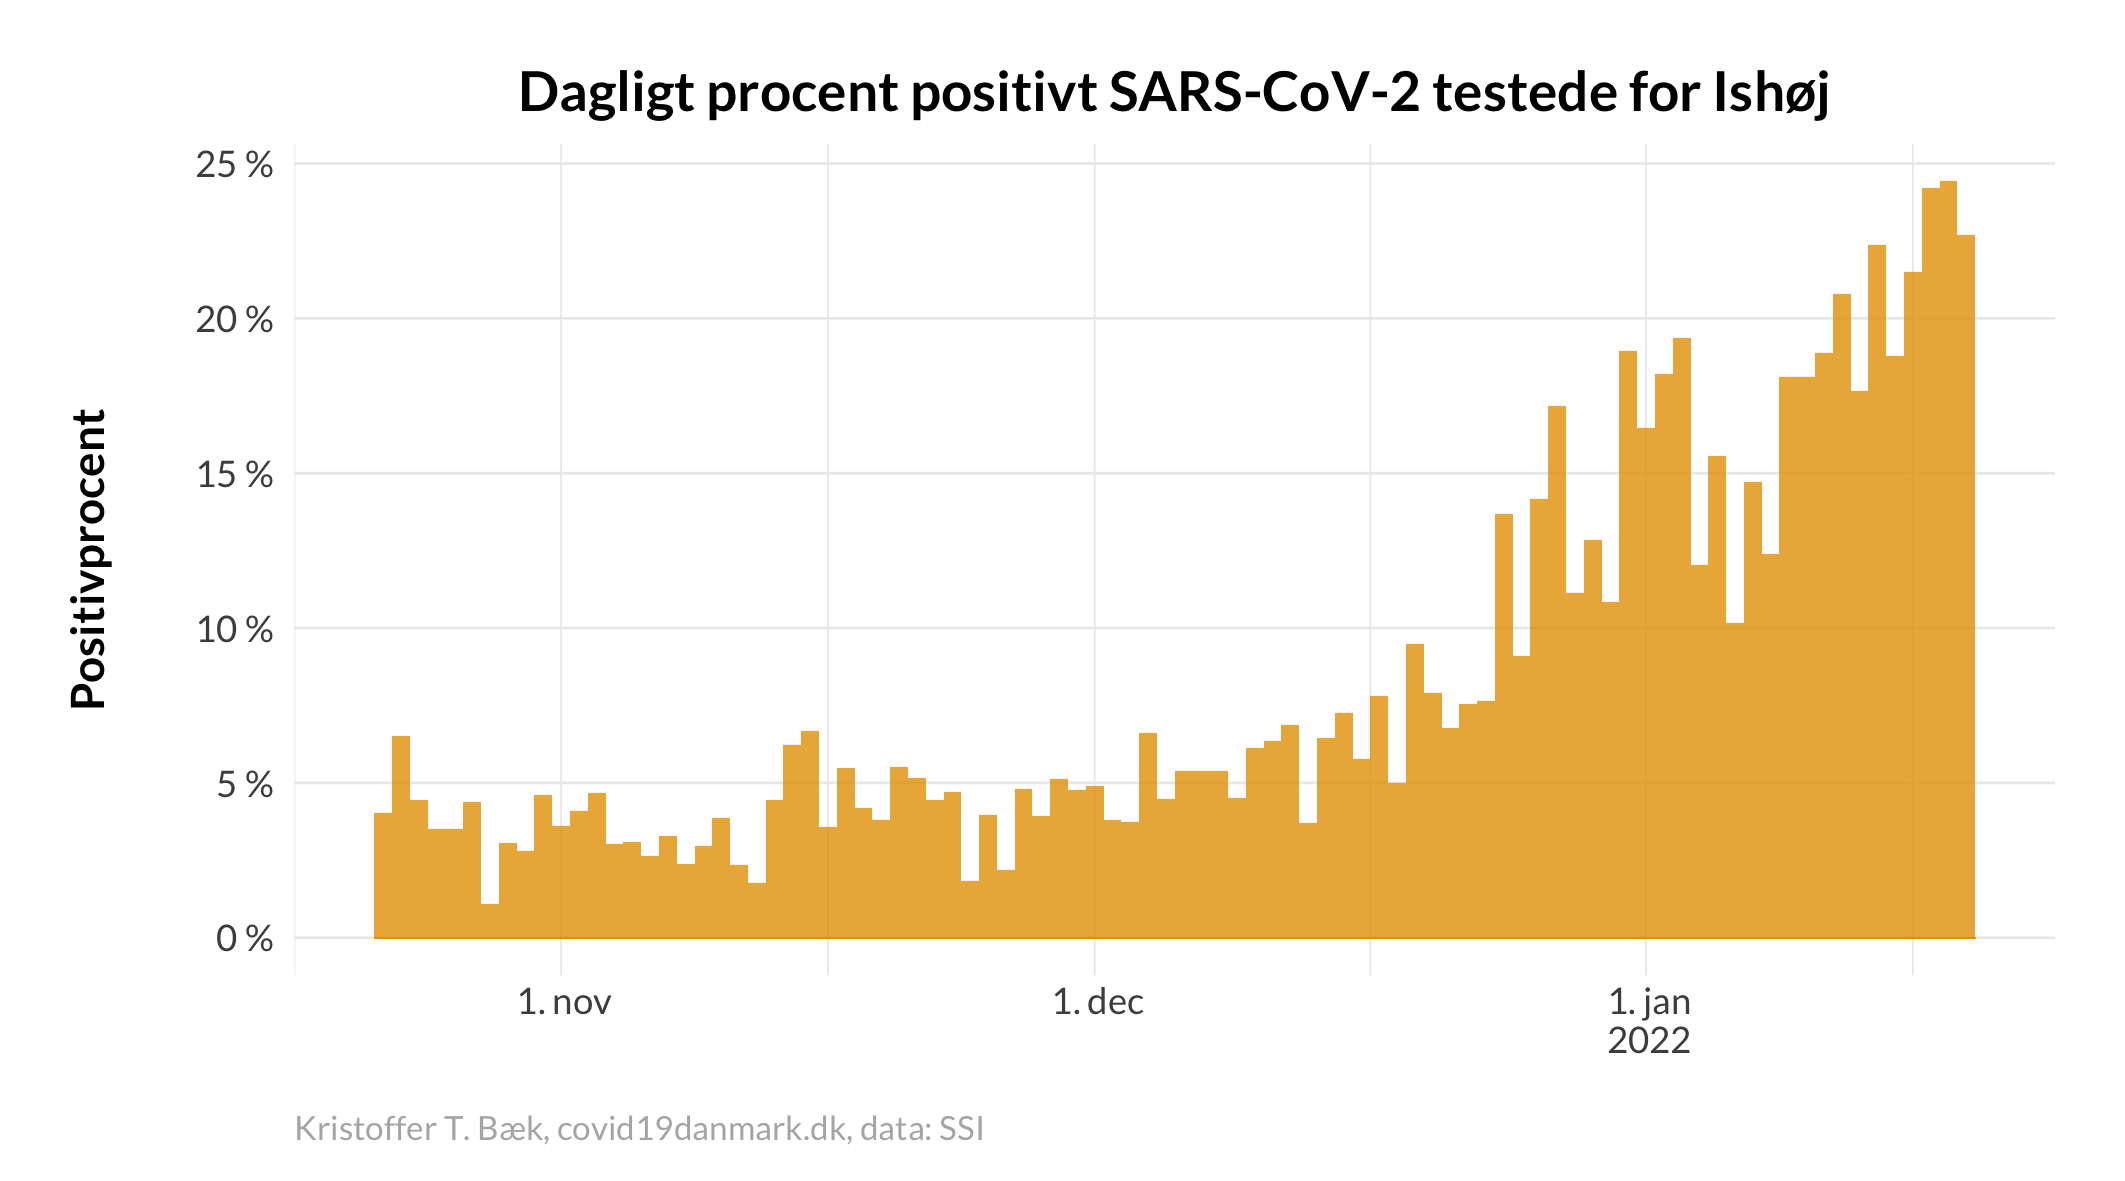 Dagligt procent positivt SARS-CoV-2 testede for Ishøj
Positivprocent
25 %
20 %
15 %
10 %
5 %
0 %
1. nov
1. dec
1. jan
2022
Kristoffer T. Bæk, covid19danmark.dk, data: SSI